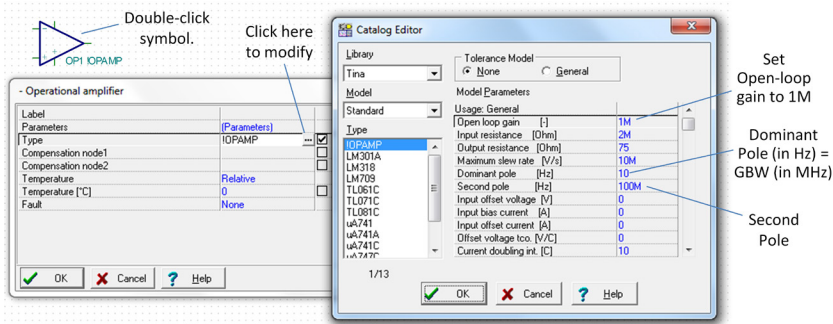 Double-click
symbol.
OP1 !OPAMP
Click here
to modify
- Operational amplifier
Label
Parameters (Parameters)
Type !OPAMP ...
Compensation node1
Compensation node2
Temperature Relative
Temperature [°C] 0
Fault None
OK Cancel ? Help
Catalog Editor
Library
Tina
Model
Standard
Type
!OPAMP
LM301A
LM318
LM709
TL061C
TL071C
TL081C
uA741
uA741A
uA741C
uA747C
1/13
Tolerance Model
None General
Model Parameters
Usage: General
Open loop gain [-] 1M
Input resistance [Ohm] 2M
Output resistance [Ohm] 75
Maximum slew rate [V/s] 10M
Dominant pole [Hz] 10
Second pole [Hz] 100M
Input offset voltage [V] 0
Input bias current [A] 0
Input offset current [A] 0
Offset voltage tco. [V/C] 0
Current doubling int. [C] 10
OK Cancel ? Help
Set
Open-loop
gain to 1M
Dominant
Pole (in Hz) =
GBW (in MHz)
Second
Pole